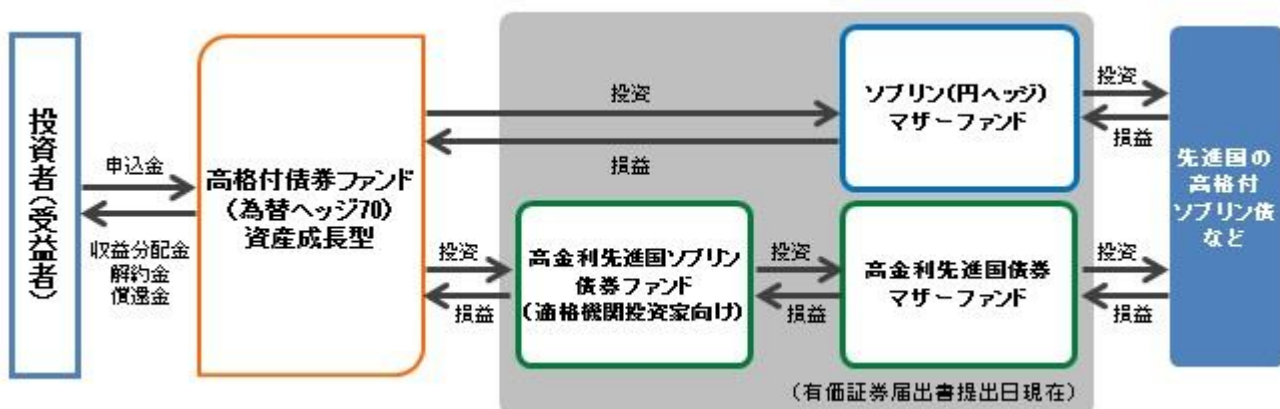 投資者(受益者)
申込金
収益分配金
解約金
償還金
高格付債券ファンド
(為替ヘッジ70)
資産成長型
投資
損益
投資
損益
ソブリン(円ヘッジ)
マザーファンド
高金利先進国ソブリン
債券ファンド
(適格機関投資家向け)
投資
損益
高金利先進国債券
マザーファンド
投資
損益
投資
損益
先進国の
高格付
ソブリン債
など
(有価証券届出書提出日現在)